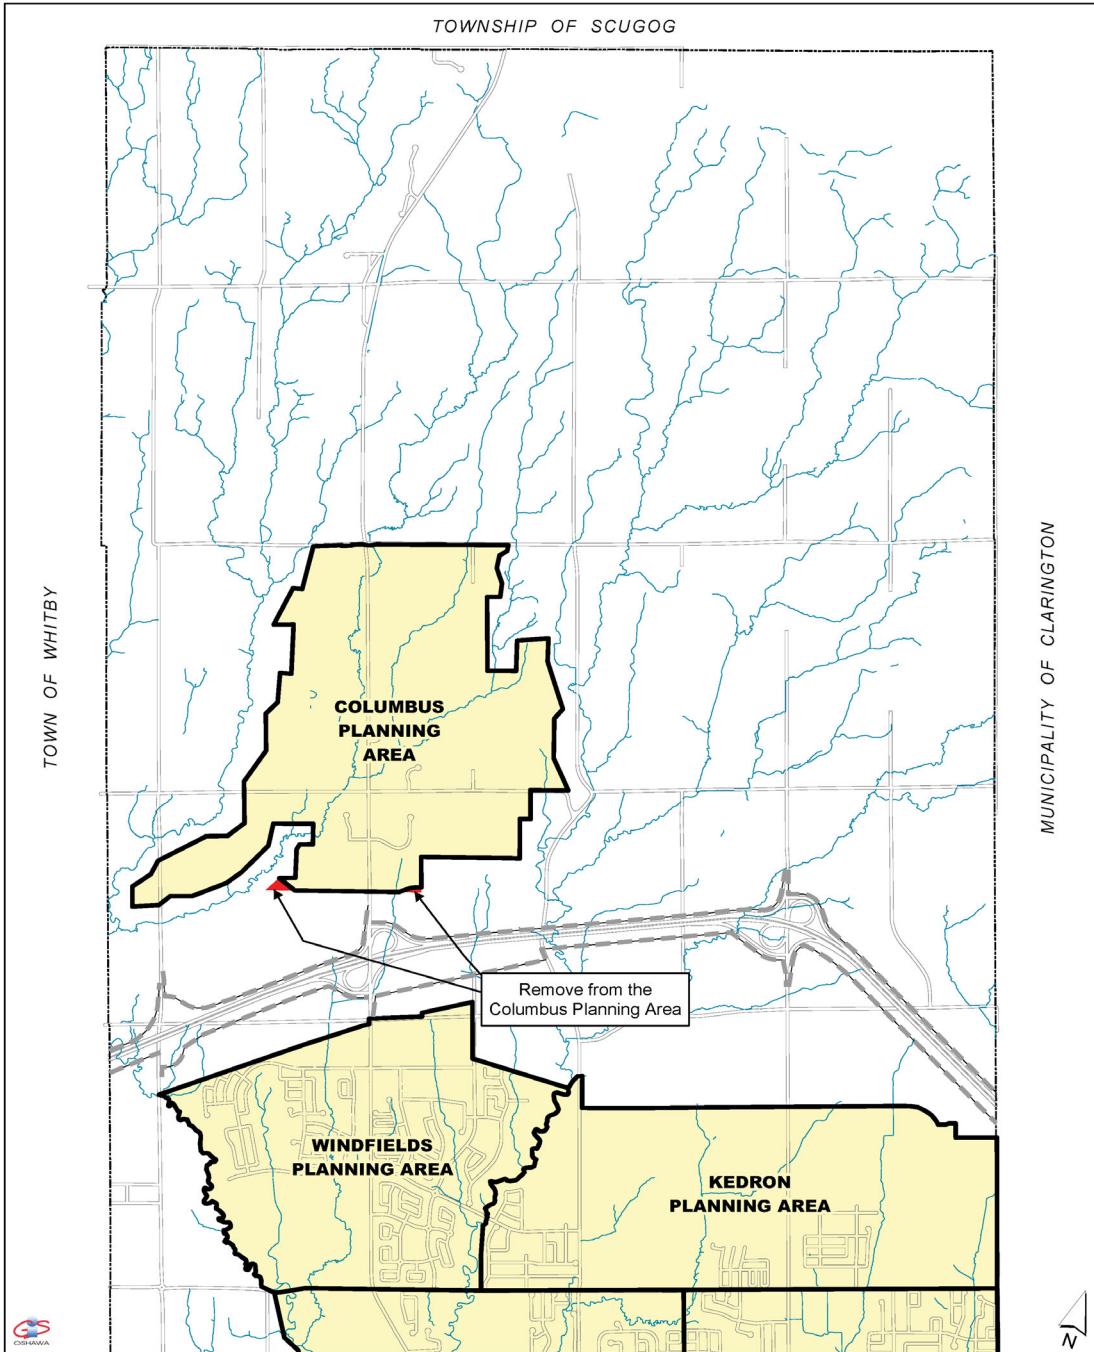 TOWNSHIP OF SCUGOG
TOWN OF WHITBY
MUNICIPALITY OF CLARINGTON
COLUMBUS
PLANNING
AREA
Remove from the
Columbus Planning Area
WINDFIELDS
PLANNING AREA
KEDRON
PLANNING AREA
GIS
OSHAWA
N